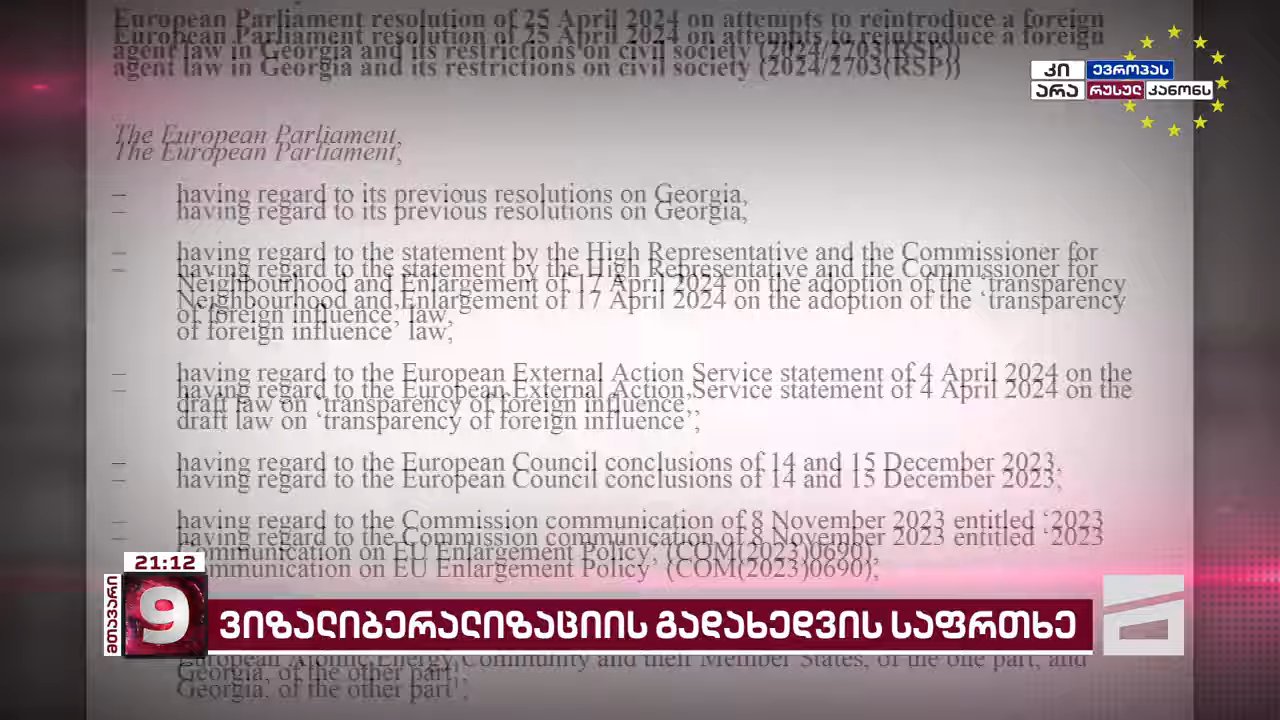 European Parliament resolution of 25 April 2024 on attempts to reintroduce a foreign
agent law in Georgia and its restrictions on civil society (2024/2703(RSP))
კი ევროპას
არა რუსულ კანონს
The European Parliament,
– having regard to its previous resolutions on Georgia,
– having regard to the statement by the High Representative and the Commissioner for
Neighbourhood and Enlargement of 17 April 2024 on the adoption of the ‘transparency
of foreign influence’ law,
– having regard to the European External Action Service statement of 4 April 2024 on the
draft law on ‘transparency of foreign influence’,
– having regard to the European Council conclusions of 14 and 15 December 2023,
– having regard to the Commission communication of 8 November 2023 entitled ‘2023
Communication on EU Enlargement Policy’ (COM(2023)0690),
21:12
მთავარი
9
ვიზალიბერალიზაციის გადახედვის საფრთხე
European Atomic Energy Community and their Member States, of the one part, and
Georgia, of the other part,